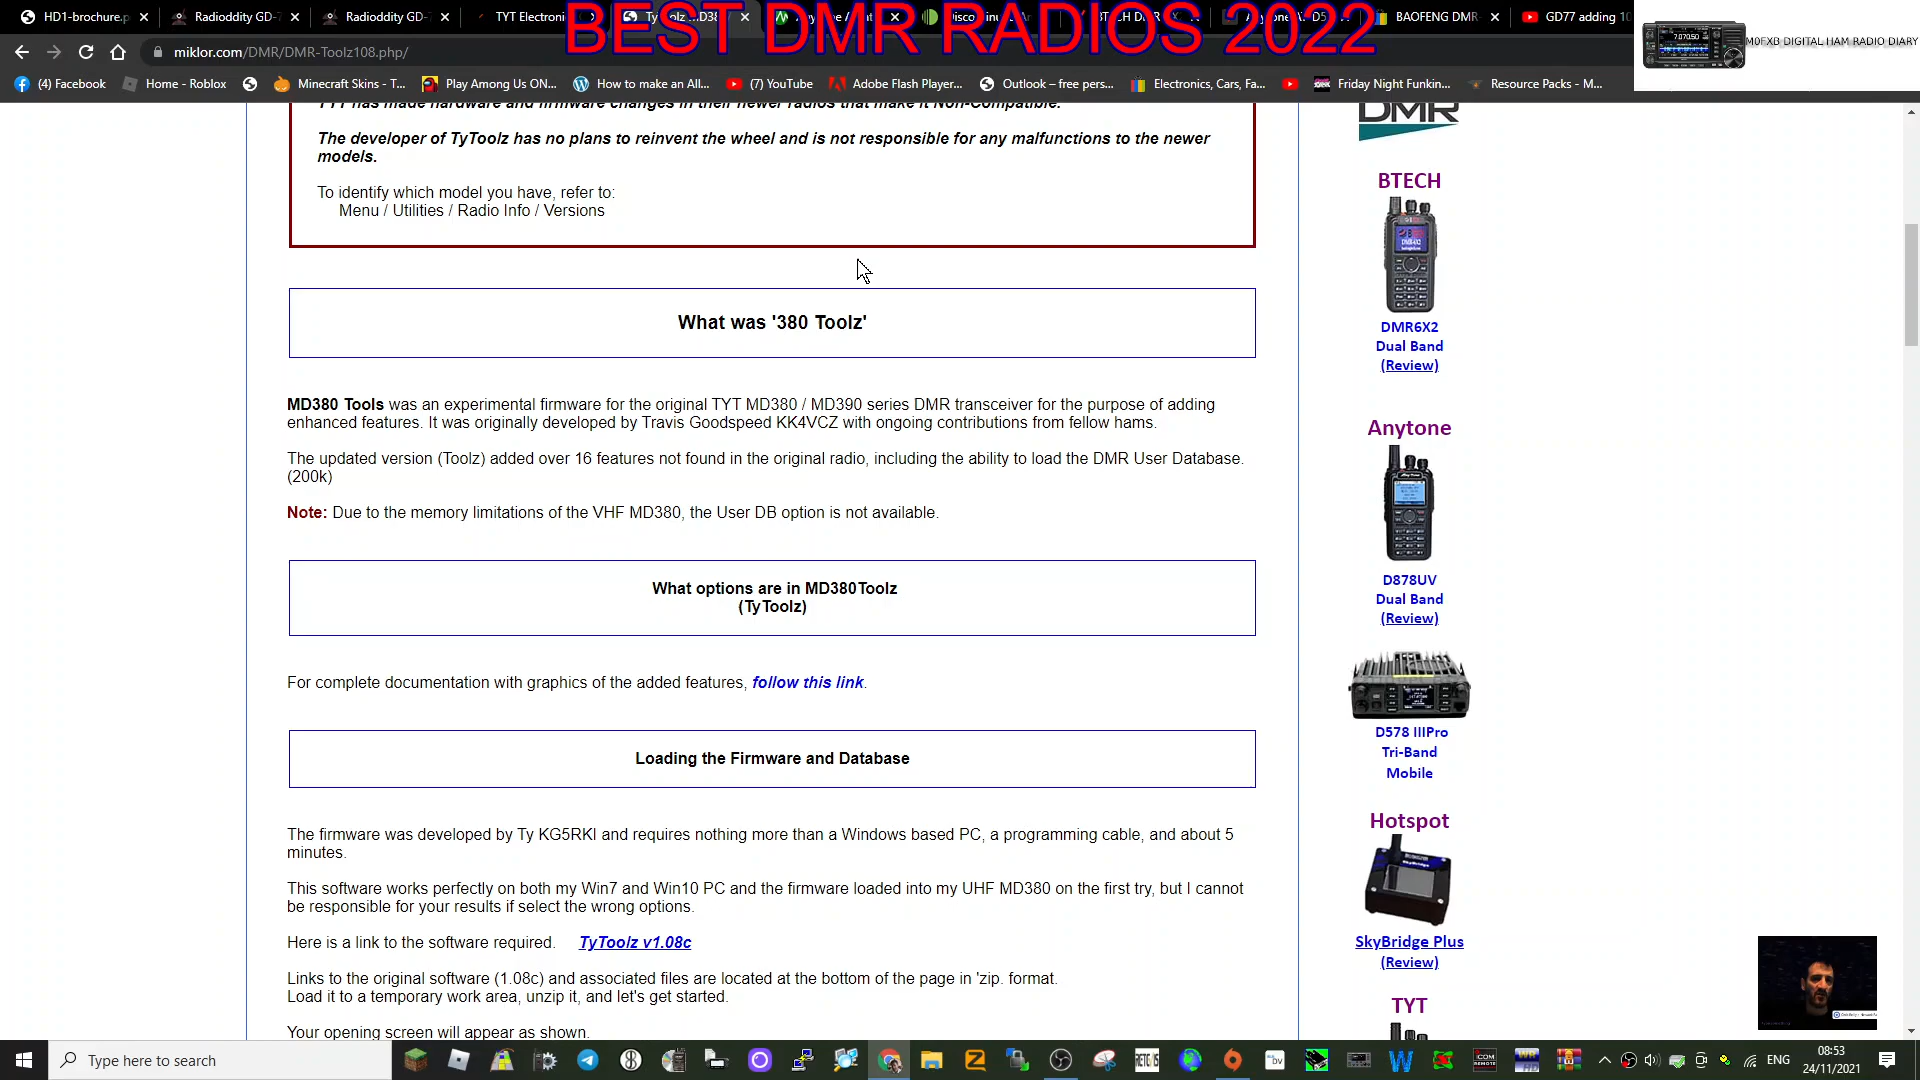 HD1-brochure.p
Radioddity GD-
Radioddity GD-
TYT Electroni
BAOFENG DMR-
GD77 adding 10
BEST DMR RADIOS 2022
miklor.com/DMR/DMR-Toolz108.php/
M0FXB DIGITAL HAM RADIO DIARY
(4) Facebook
Home - Roblox
Minecraft Skins - T...
Play Among Us ON...
How to make an All...
(7) YouTube
Adobe Flash Player...
Outlook – free pers...
Electronics, Cars, Fa...
Friday Night Funkin...
Resource Packs - M...
TYT has made hardware and firmware changes in their newer radios that make it Non-Compatible.
The developer of TyToolz has no plans to reinvent the wheel and is not responsible for any malfunctions to the newer
models.
To identify which model you have, refer to:
Menu / Utilities / Radio Info / Versions
What was '380 Toolz'
MD380 Tools was an experimental firmware for the original TYT MD380 / MD390 series DMR transceiver for the purpose of adding
enhanced features. It was originally developed by Travis Goodspeed KK4VCZ with ongoing contributions from fellow hams.
The updated version (Toolz) added over 16 features not found in the original radio, including the ability to load the DMR User Database.
(200k)
Note: Due to the memory limitations of the VHF MD380, the User DB option is not available.
What options are in MD380Toolz
(TyToolz)
For complete documentation with graphics of the added features, follow this link.
Loading the Firmware and Database
The firmware was developed by Ty KG5RKI and requires nothing more than a Windows based PC, a programming cable, and about 5
minutes.
This software works perfectly on both my Win7 and Win10 PC and the firmware loaded into my UHF MD380 on the first try, but I cannot
be responsible for your results if select the wrong options.
Here is a link to the software required. TyToolz v1.08c
Links to the original software (1.08c) and associated files are located at the bottom of the page in 'zip. format.
Load it to a temporary work area, unzip it, and let's get started.
Your opening screen will appear as shown.
DMR
BTECH
DMR6X2
Dual Band
(Review)
Anytone
D878UV
Dual Band
(Review)
D578 IIIPro
Tri-Band
Mobile
Hotspot
SkyBridge Plus
(Review)
TYT
Type here to search
ENG
08:53
24/11/2021